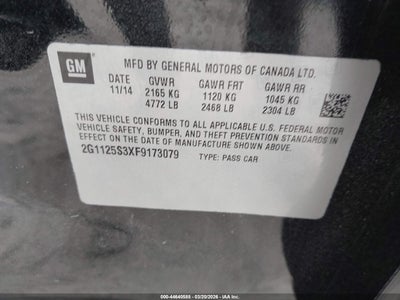 GM
MFD BY GENERAL MOTORS OF CANADA LTD.
DATE GVWR GAWR FRT GAWR RR
11/14 2165 KG 1120 KG 1045 KG
4772 LB 2468 LB 2304 LB
THIS VEHICLE CONFORMS TO ALL APPLICABLE U.S. FEDERAL MOTOR
VEHICLE SAFETY, BUMPER, AND THEFT PREVENTION STANDARDS
IN EFFECT ON THE DATE OF MANUFACTURE SHOWN ABOVE.
2G1125S3XF9173079 TYPE: PASS CAR
000-44640588 - 03/20/2026 - IAAI.COM